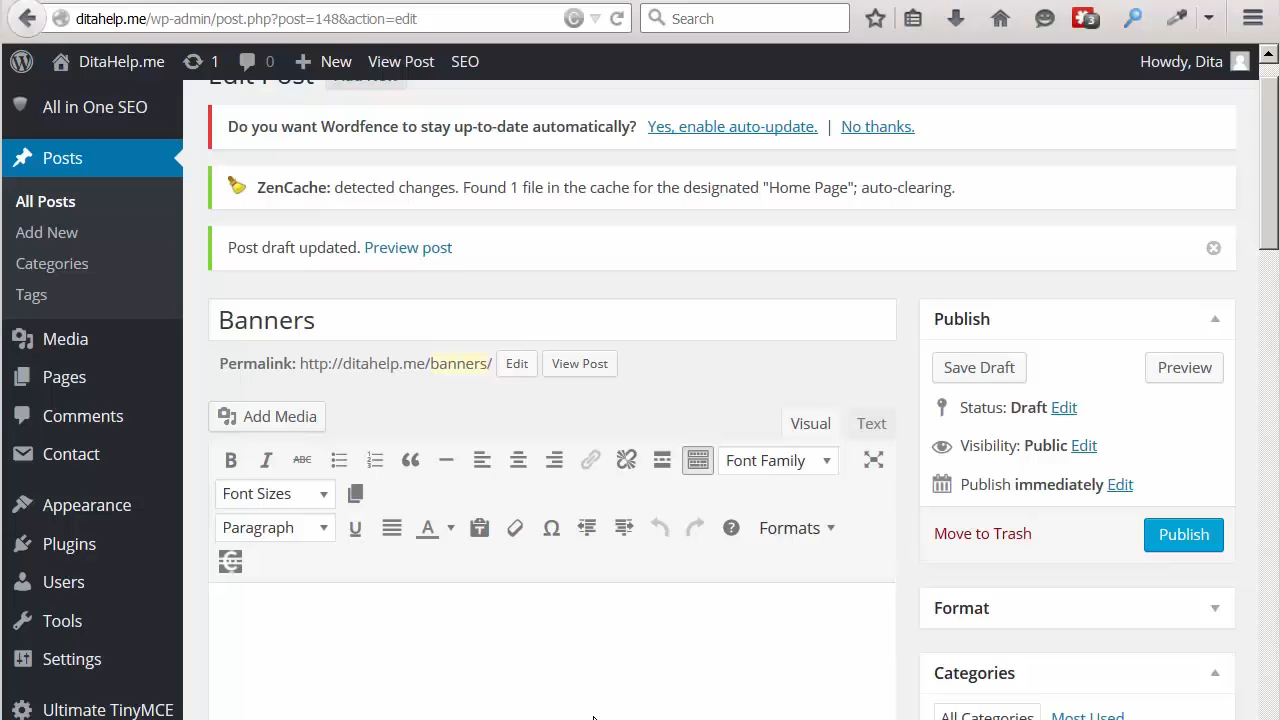 ditahelp.me/wp-admin/post.php?post=148&action=edit
Search
3
DitaHelp.me 1 0 New View Post SEO Howdy, Dita
Edit Post Add New
All in One SEO
Posts
All Posts
Add New
Categories
Tags
Media
Pages
Comments
Contact
Appearance
Plugins
Users
Tools
Settings
Ultimate TinyMCE
Do you want Wordfence to stay up-to-date automatically? Yes, enable auto-update. | No thanks.
ZenCache: detected changes. Found 1 file in the cache for the designated "Home Page"; auto-clearing.
Post draft updated. Preview post
Banners
Permalink: http://ditahelp.me/banners/ Edit View Post
Add Media
Visual Text
B I ABC Font Family
Font Sizes
Paragraph U A Ω Formats
Publish
Save Draft Preview
Status: Draft Edit
Visibility: Public Edit
Publish immediately Edit
Move to Trash Publish
Format
Categories
All Categories Most Used